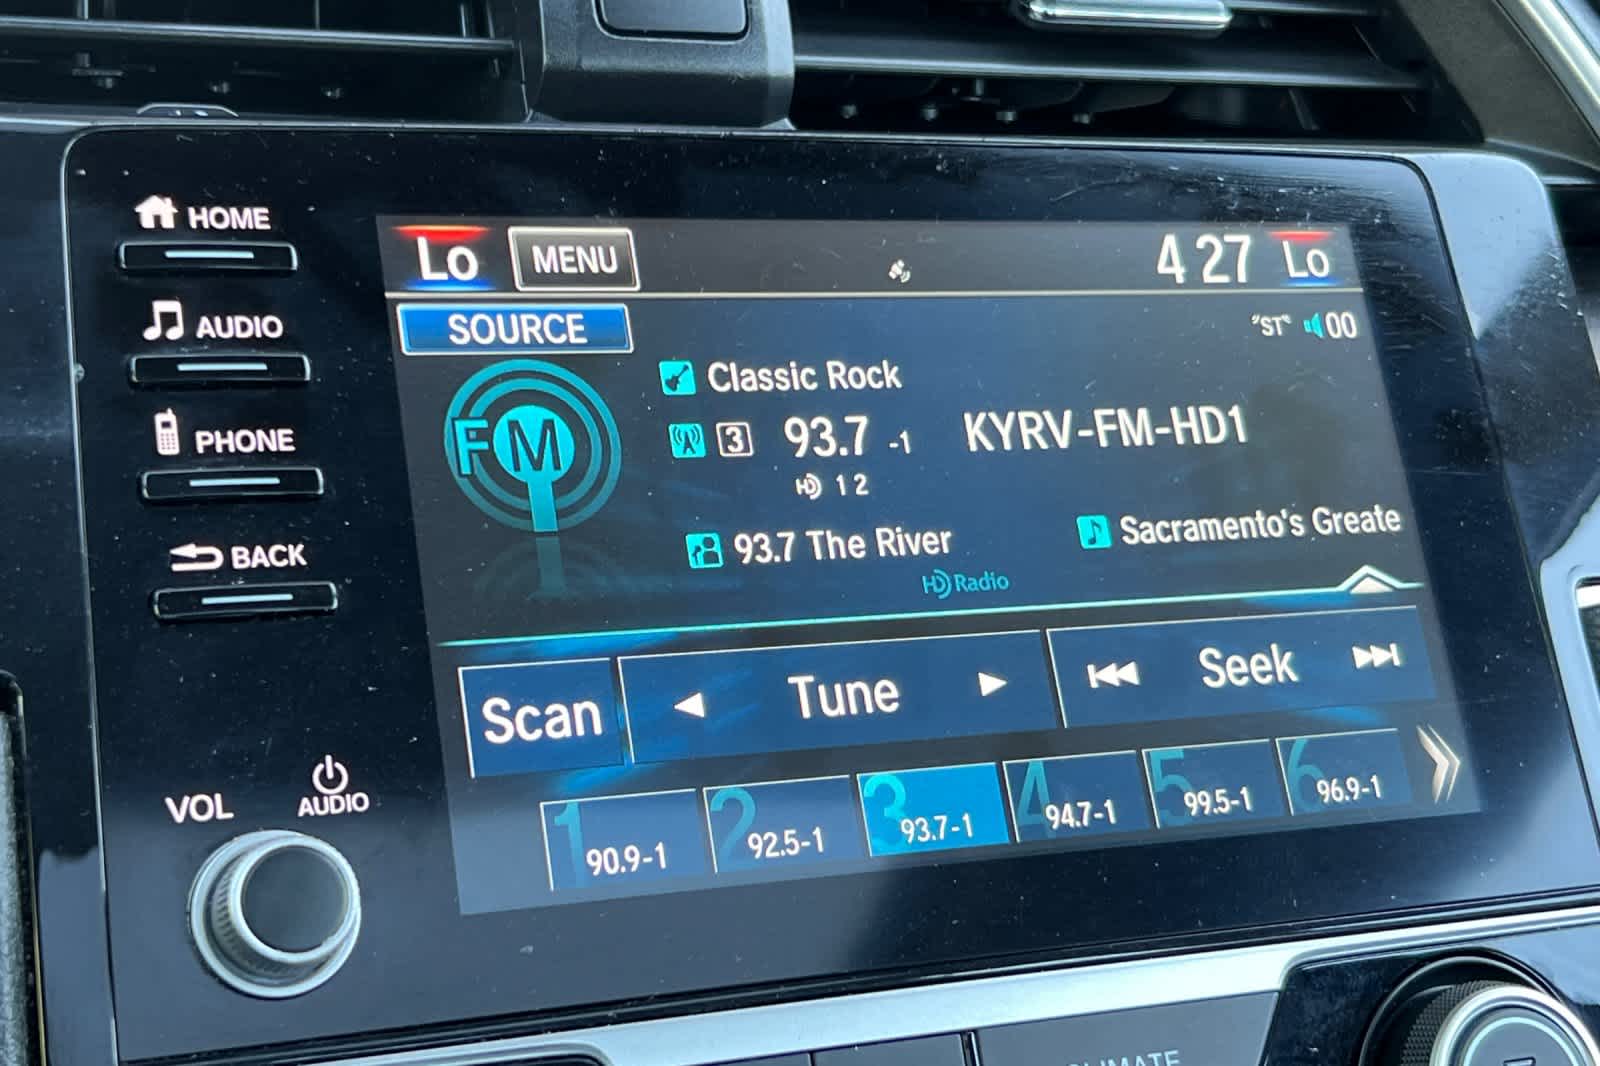 HOME
AUDIO
PHONE
BACK
VOL
AUDIO
Lo MENU 4 27 Lo
SOURCE "ST" 00
FM
Classic Rock
3 93.7 -1 KYRV-FM-HD1
HD 1 2
93.7 The River
Sacramento's Greate
HD Radio
Scan Tune Seek
1 90.9-1
2 92.5-1
3 93.7-1
4 94.7-1
5 99.5-1
6 96.9-1
CLIMATE